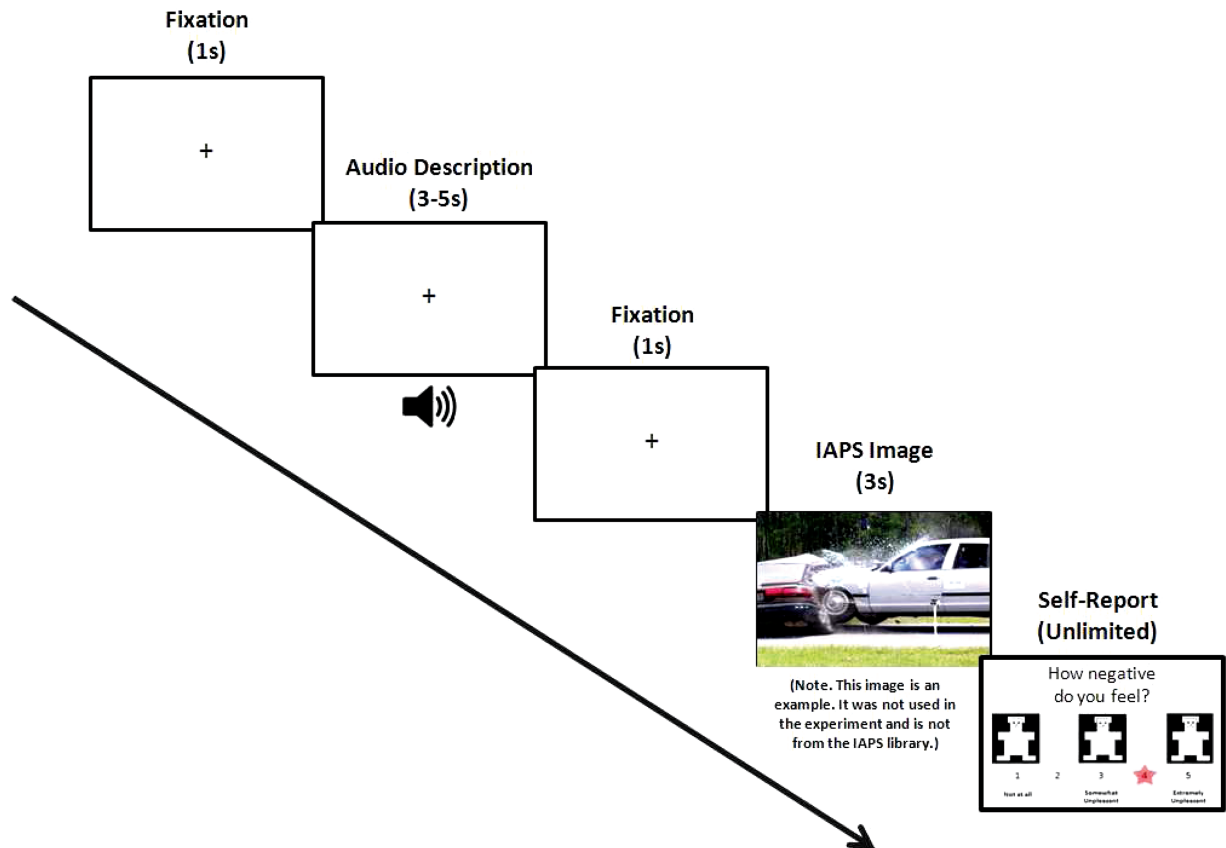 Fixation
(1s)
+
Audio Description
(3-5s)
+
Fixation
(1s)
+
IAPS Image
(3s)
(Note. This image is an
example. It was not used in
the experiment and is not
from the IAPS library.)
Self-Report
(Unlimited)
How negative
do you feel?
1 2 3 4 5
Not at all Somewhat Extremely
Unpleasant Unpleasant